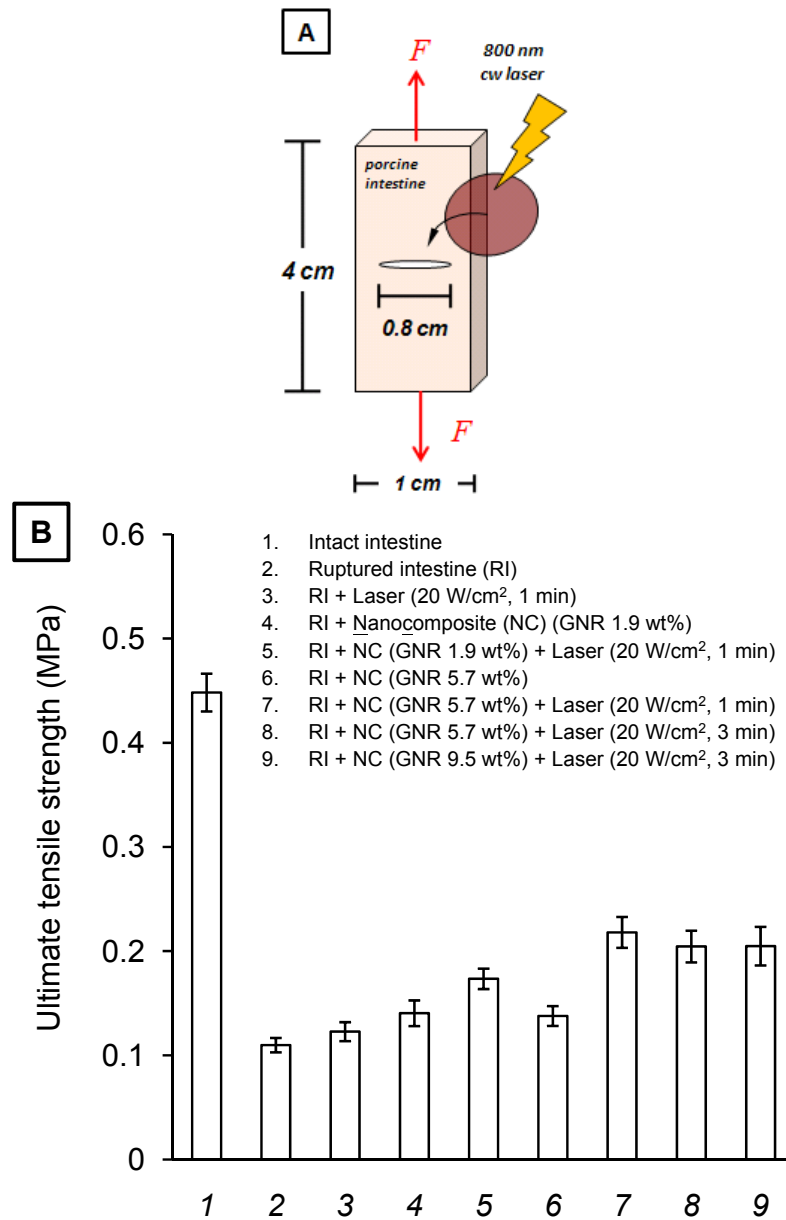 A
F
800 nm
cw laser
porcine
intestine
4 cm
0.8 cm
F
1 cm
B
Ultimate tensile strength (MPa)
0.6
0.5
0.4
0.3
0.2
0.1
0
1. Intact intestine
2. Ruptured intestine (RI)
3. RI + Laser (20 W/cm², 1 min)
4. RI + Nanocomposite (NC) (GNR 1.9 wt%)
5. RI + NC (GNR 1.9 wt%) + Laser (20 W/cm², 1 min)
6. RI + NC (GNR 5.7 wt%)
7. RI + NC (GNR 5.7 wt%) + Laser (20 W/cm², 1 min)
8. RI + NC (GNR 5.7 wt%) + Laser (20 W/cm², 3 min)
9. RI + NC (GNR 9.5 wt%) + Laser (20 W/cm², 3 min)
1 2 3 4 5 6 7 8 9